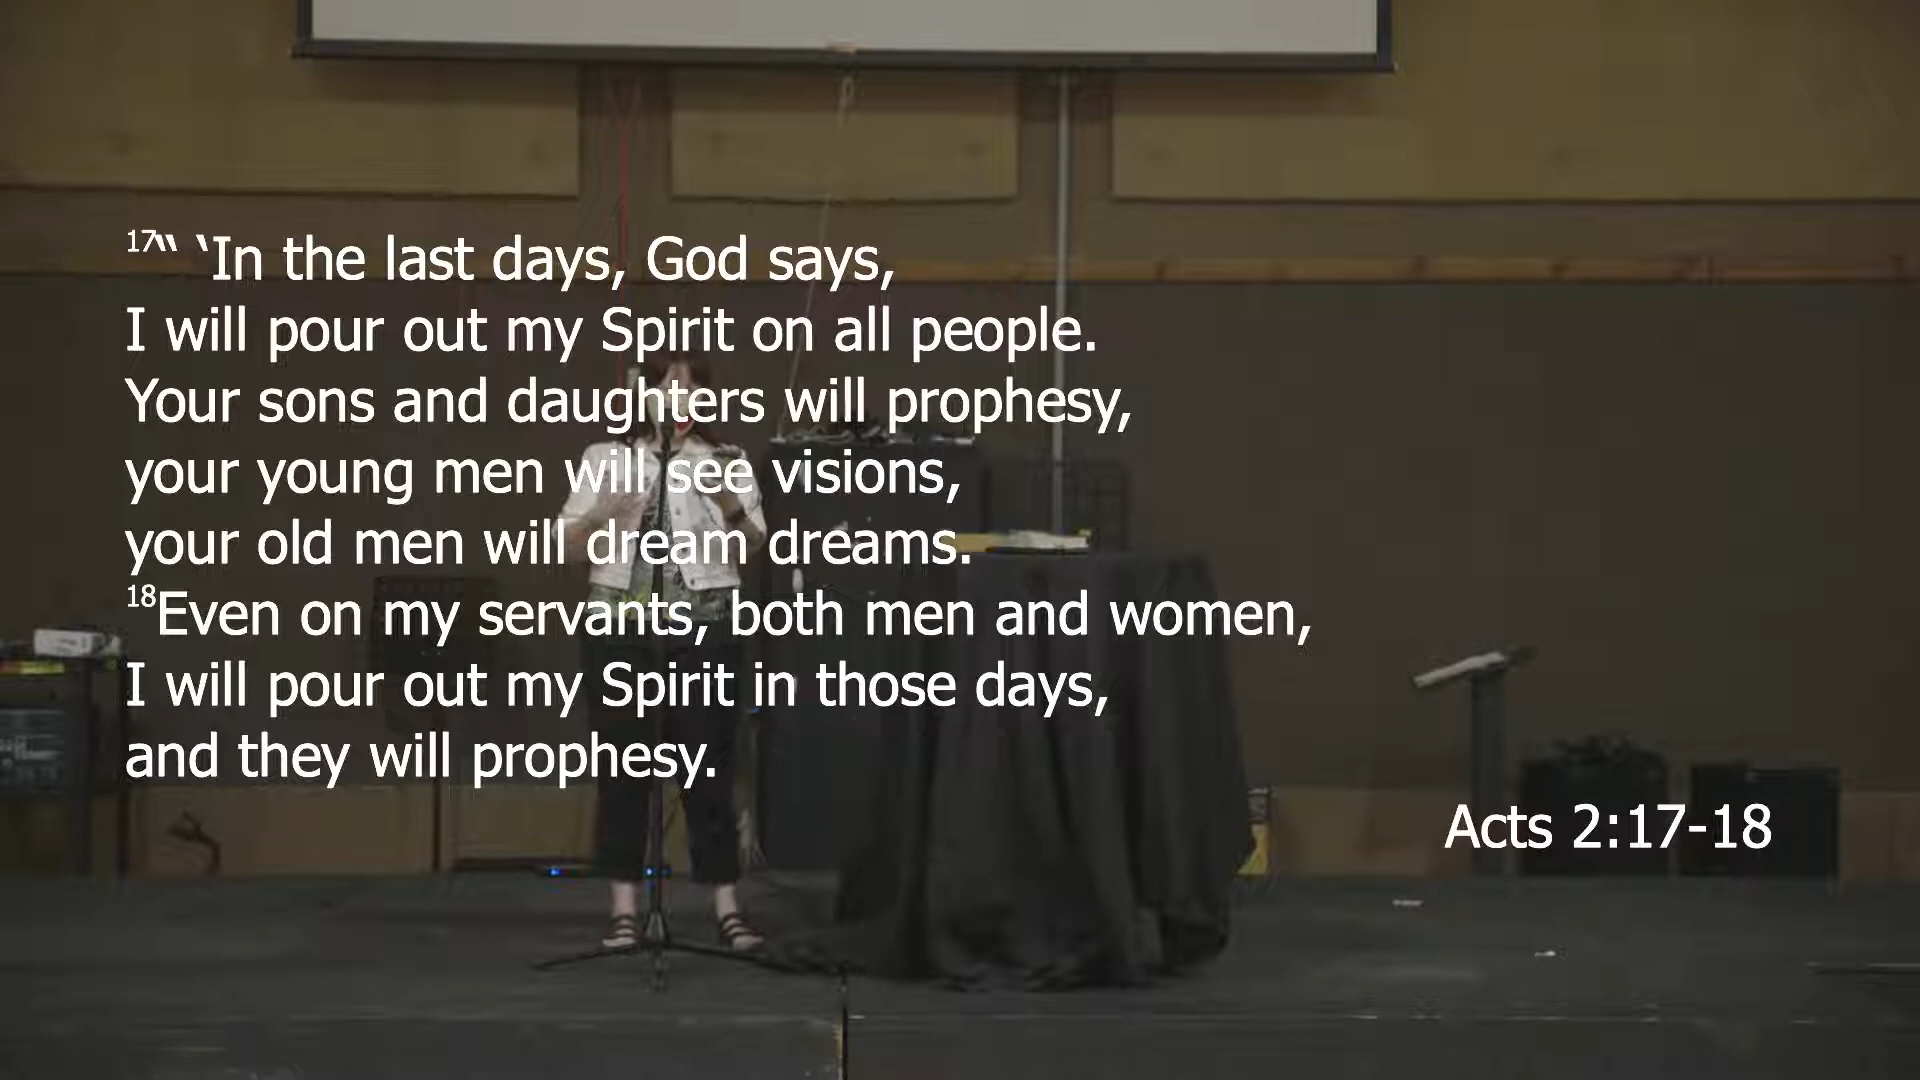 17“ ‘In the last days, God says,
I will pour out my Spirit on all people.
Your sons and daughters will prophesy,
your young men will see visions,
your old men will dream dreams.
18Even on my servants, both men and women,
I will pour out my Spirit in those days,
and they will prophesy.
Acts 2:17-18